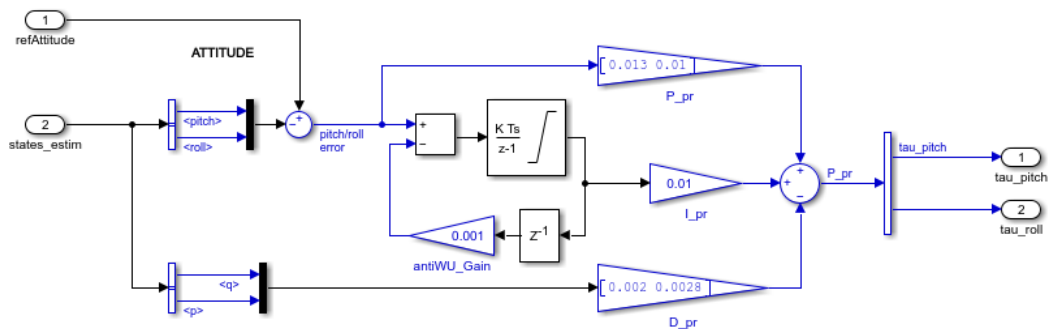 1
refAttitude
ATTITUDE
2
states_estim
<pitch>
<roll>
+
−
pitch/roll
error
+
−
K Ts
z-1
[ 0.013 0.01 ]
P_pr
0.01
I_pr
0.001
antiWU_Gain
Z-1
<q>
<p>
[ 0.002 0.0028 ]
D_pr
+
+
−
P_pr
tau_pitch
1
tau_pitch
2
tau_roll